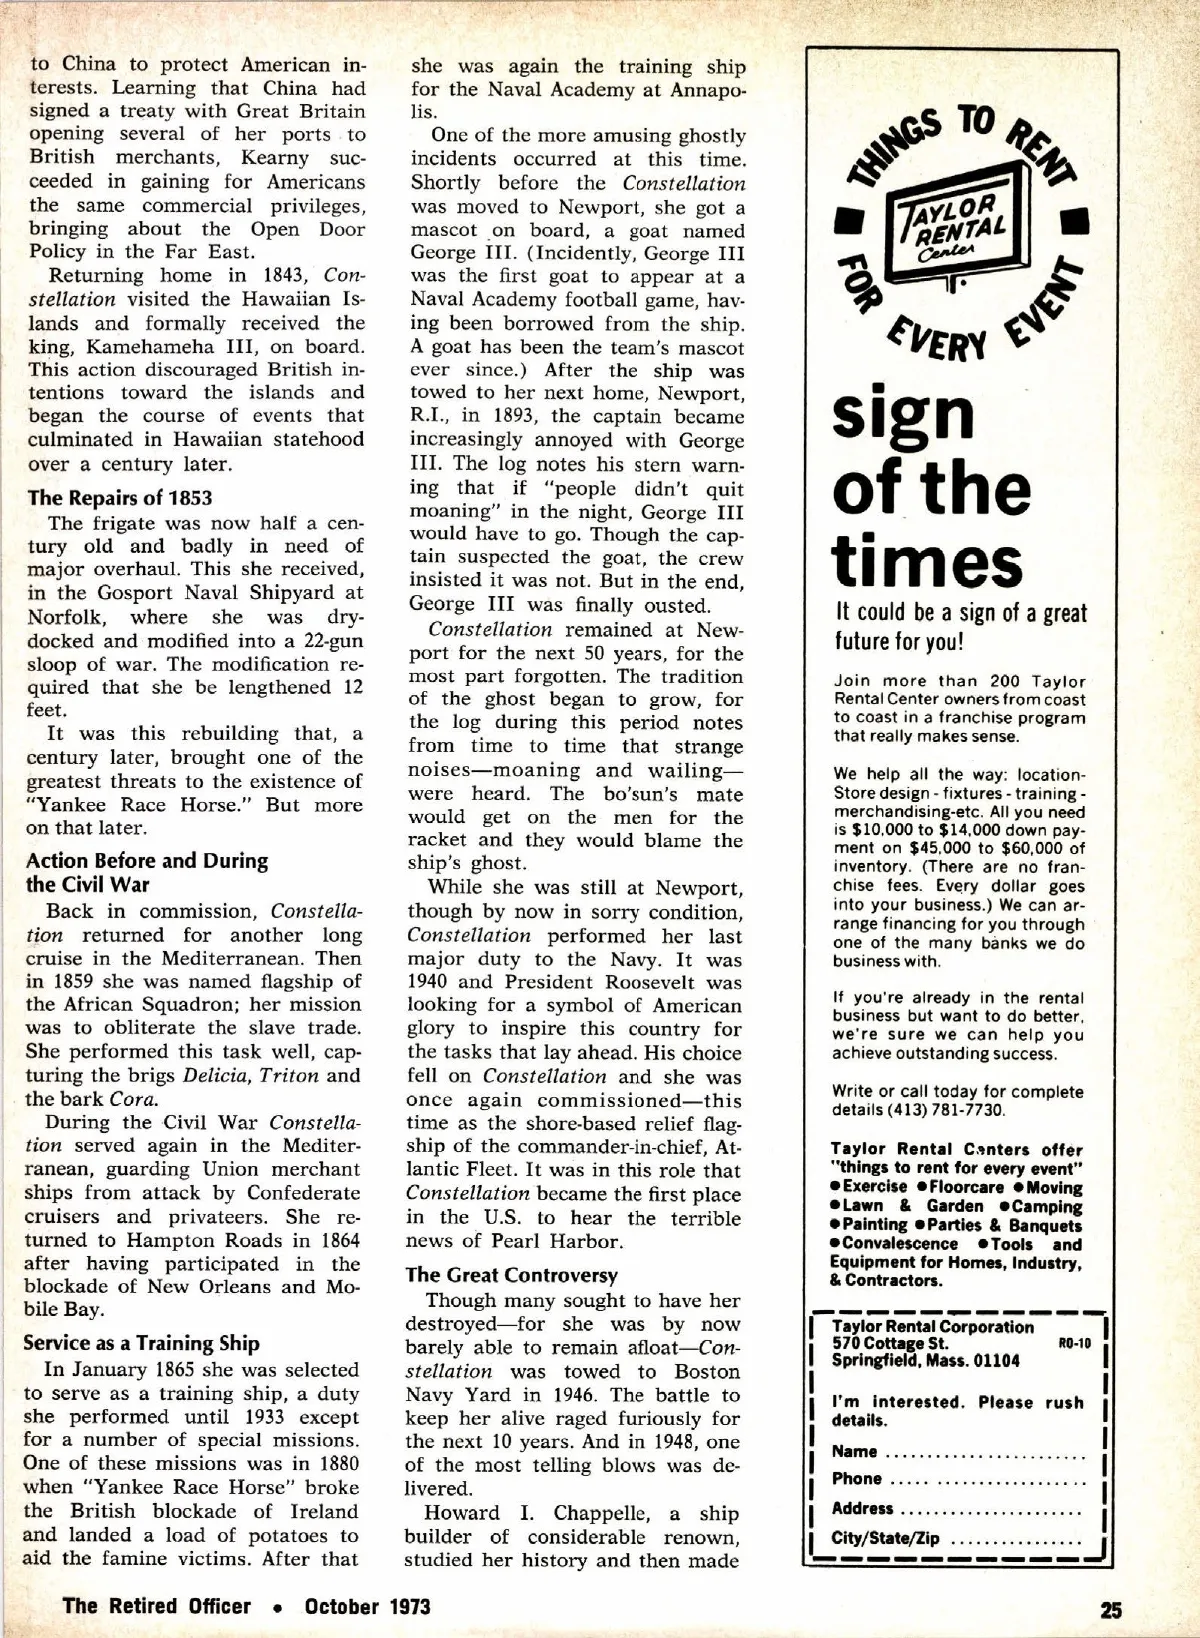 to China to protect American in-
terests. Learning that China had
signed a treaty with Great Britain
opening several of her ports to
British merchants, Kearny suc-
ceeded in gaining for Americans
the same commercial privileges,
bringing about the Open Door
Policy in the Far East.
Returning home in 1843, Con-
stellation visited the Hawaiian Is-
lands and formally received the
king, Kamehameha III, on board.
This action discouraged British in-
tentions toward the islands and
began the course of events that
culminated in Hawaiian statehood
over a century later.
The Repairs of 1853
The frigate was now half a cen-
tury old and badly in need of
major overhaul. This she received,
in the Gosport Naval Shipyard at
Norfolk, where she was dry-
docked and modified into a 22-gun
sloop of war. The modification re-
quired that she be lengthened 12
feet.
It was this rebuilding that, a
century later, brought one of the
greatest threats to the existence of
"Yankee Race Horse." But more
on that later.
Action Before and During
the Civil War
Back in commission, Constella-
tion returned for another long
cruise in the Mediterranean. Then
in 1859 she was named flagship of
the African Squadron; her mission
was to obliterate the slave trade.
She performed this task well, cap-
turing the brigs Delicia, Triton and
the bark Cora.
During the Civil War Constella-
tion served again in the Mediter-
ranean, guarding Union merchant
ships from attack by Confederate
cruisers and privateers. She re-
turned to Hampton Roads in 1864
after having participated in the
blockade of New Orleans and Mo-
bile Bay.
Service as a Training Ship
In January 1865 she was selected
to serve as a training ship, a duty
she performed until 1933 except
for a number of special missions.
One of these missions was in 1880
when "Yankee Race Horse" broke
the British blockade of Ireland
and landed a load of potatoes to
aid the famine victims. After that
she was again the training ship
for the Naval Academy at Annapo-
lis.
One of the more amusing ghostly
incidents occurred at this time.
Shortly before the Constellation
was moved to Newport, she got a
mascot on board, a goat named
George III. (Incidently, George III
was the first goat to appear at a
Naval Academy football game, hav-
ing been borrowed from the ship.
A goat has been the team's mascot
ever since.) After the ship was
towed to her next home, Newport,
R.I., in 1893, the captain became
increasingly annoyed with George
III. The log notes his stern warn-
ing that if "people didn't quit
moaning" in the night, George III
would have to go. Though the cap-
tain suspected the goat, the crew
insisted it was not. But in the end,
George III was finally ousted.
Constellation remained at New-
port for the next 50 years, for the
most part forgotten. The tradition
of the ghost began to grow, for
the log during this period notes
from time to time that strange
noises—moaning and wailing—
were heard. The bo'sun's mate
would get on the men for the
racket and they would blame the
ship's ghost.
While she was still at Newport,
though by now in sorry condition,
Constellation performed her last
major duty to the Navy. It was
1940 and President Roosevelt was
looking for a symbol of American
glory to inspire this country for
the tasks that lay ahead. His choice
fell on Constellation and she was
once again commissioned—this
time as the shore-based relief flag-
ship of the commander-in-chief, At-
lantic Fleet. It was in this role that
Constellation became the first place
in the U.S. to hear the terrible
news of Pearl Harbor.
The Great Controversy
Though many sought to have her
destroyed—for she was by now
barely able to remain afloat—Con-
stellation was towed to Boston
Navy Yard in 1946. The battle to
keep her alive raged furiously for
the next 10 years. And in 1948, one
of the most telling blows was de-
livered.
Howard I. Chappelle, a ship
builder of considerable renown,
studied her history and then made
THINGS TO RENT
TAYLOR
RENTAL
Center
FOR EVERY EVENT
sign
of the
times
It could be a sign of a great
future for you!
Join more than 200 Taylor
Rental Center owners from coast
to coast in a franchise program
that really makes sense.
We help all the way: location-
Store design - fixtures - training -
merchandising-etc. All you need
is $10,000 to $14,000 down pay-
ment on $45,000 to $60,000 of
inventory. (There are no fran-
chise fees. Every dollar goes
into your business.) We can ar-
range financing for you through
one of the many banks we do
business with.
If you're already in the rental
business but want to do better,
we're sure we can help you
achieve outstanding success.
Write or call today for complete
details (413) 781-7730.
Taylor Rental Centers offer
"things to rent for every event"
• Exercise • Floorcare • Moving
• Lawn & Garden • Camping
• Painting • Parties & Banquets
• Convalescence • Tools and
Equipment for Homes, Industry,
& Contractors.
Taylor Rental Corporation
570 Cottage St. RO-10
Springfield, Mass. 01104
I'm interested. Please rush
details.
Name ........................
Phone ........................
Address ......................
City/State/Zip ................
The Retired Officer • October 1973
25